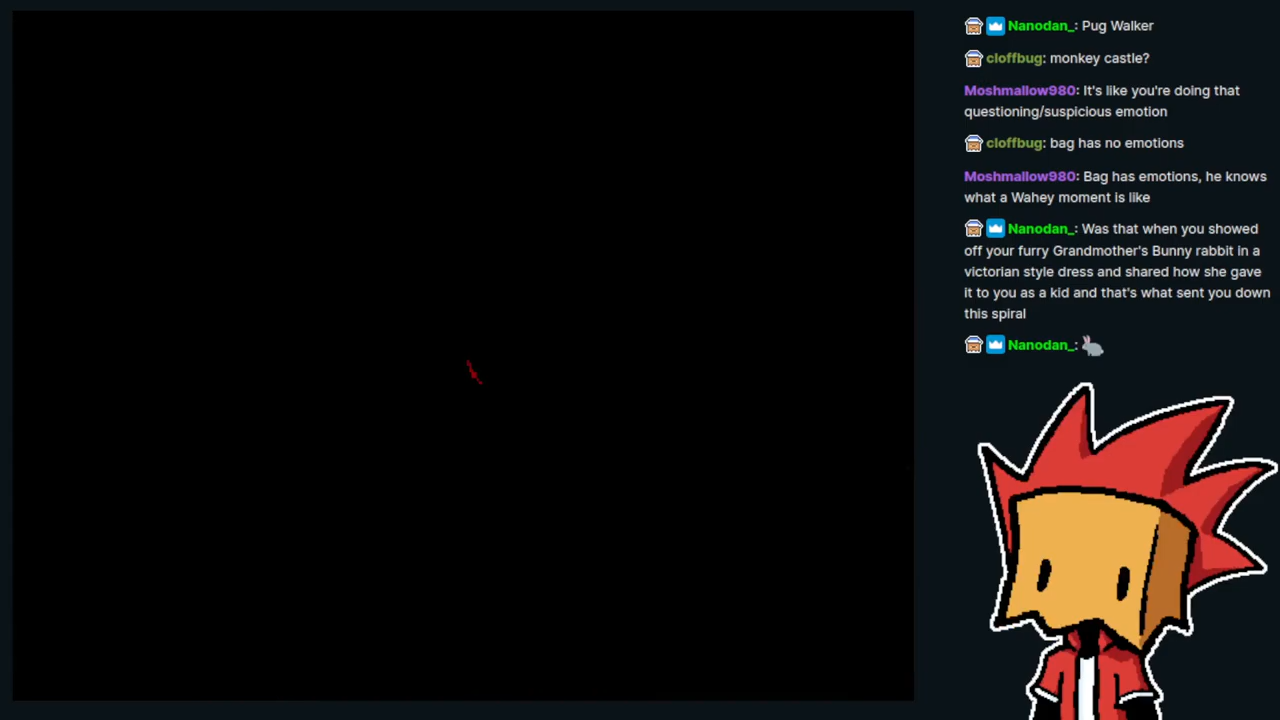 Nanodan_: Pug Walker
cloffbug: monkey castle?
Moshmallow980: It's like you're doing that
questioning/suspicious emotion
cloffbug: bag has no emotions
Moshmallow980: Bag has emotions, he knows
what a Wahey moment is like
Nanodan_: Was that when you showed
off your furry Grandmother's Bunny rabbit in a
victorian style dress and shared how she gave
it to you as a kid and that's what sent you down
this spiral
Nanodan_: